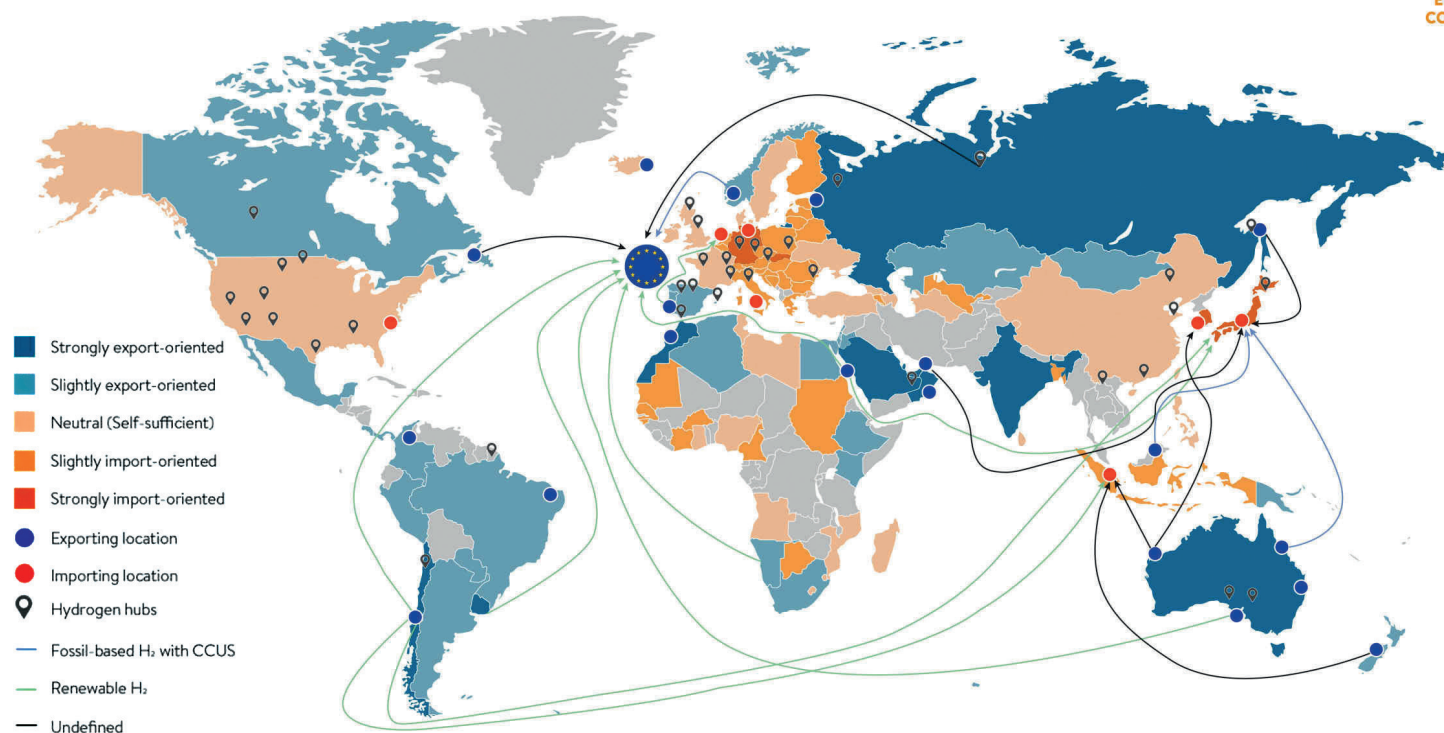 CO
Strongly export-oriented
Slightly export-oriented
Neutral (Self-sufficient)
Slightly import-oriented
Strongly import-oriented
Exporting location
Importing location
Hydrogen hubs
Fossil-based H₂ with CCUS
Renewable H₂
Undefined